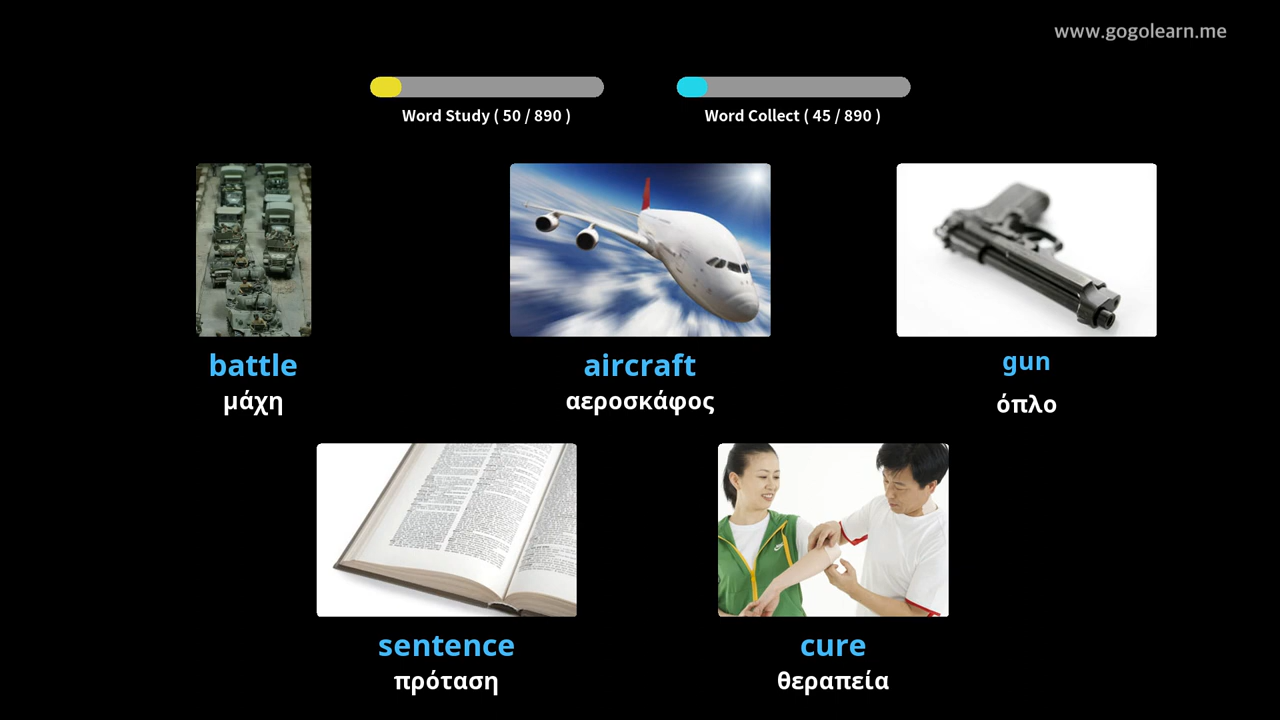 www.gogolearn.me
Word Study ( 50 / 890 )
Word Collect ( 45 / 890 )
battle
μάχη
aircraft
αεροσκάφος
gun
όπλο
sentence
πρόταση
cure
θεραπεία